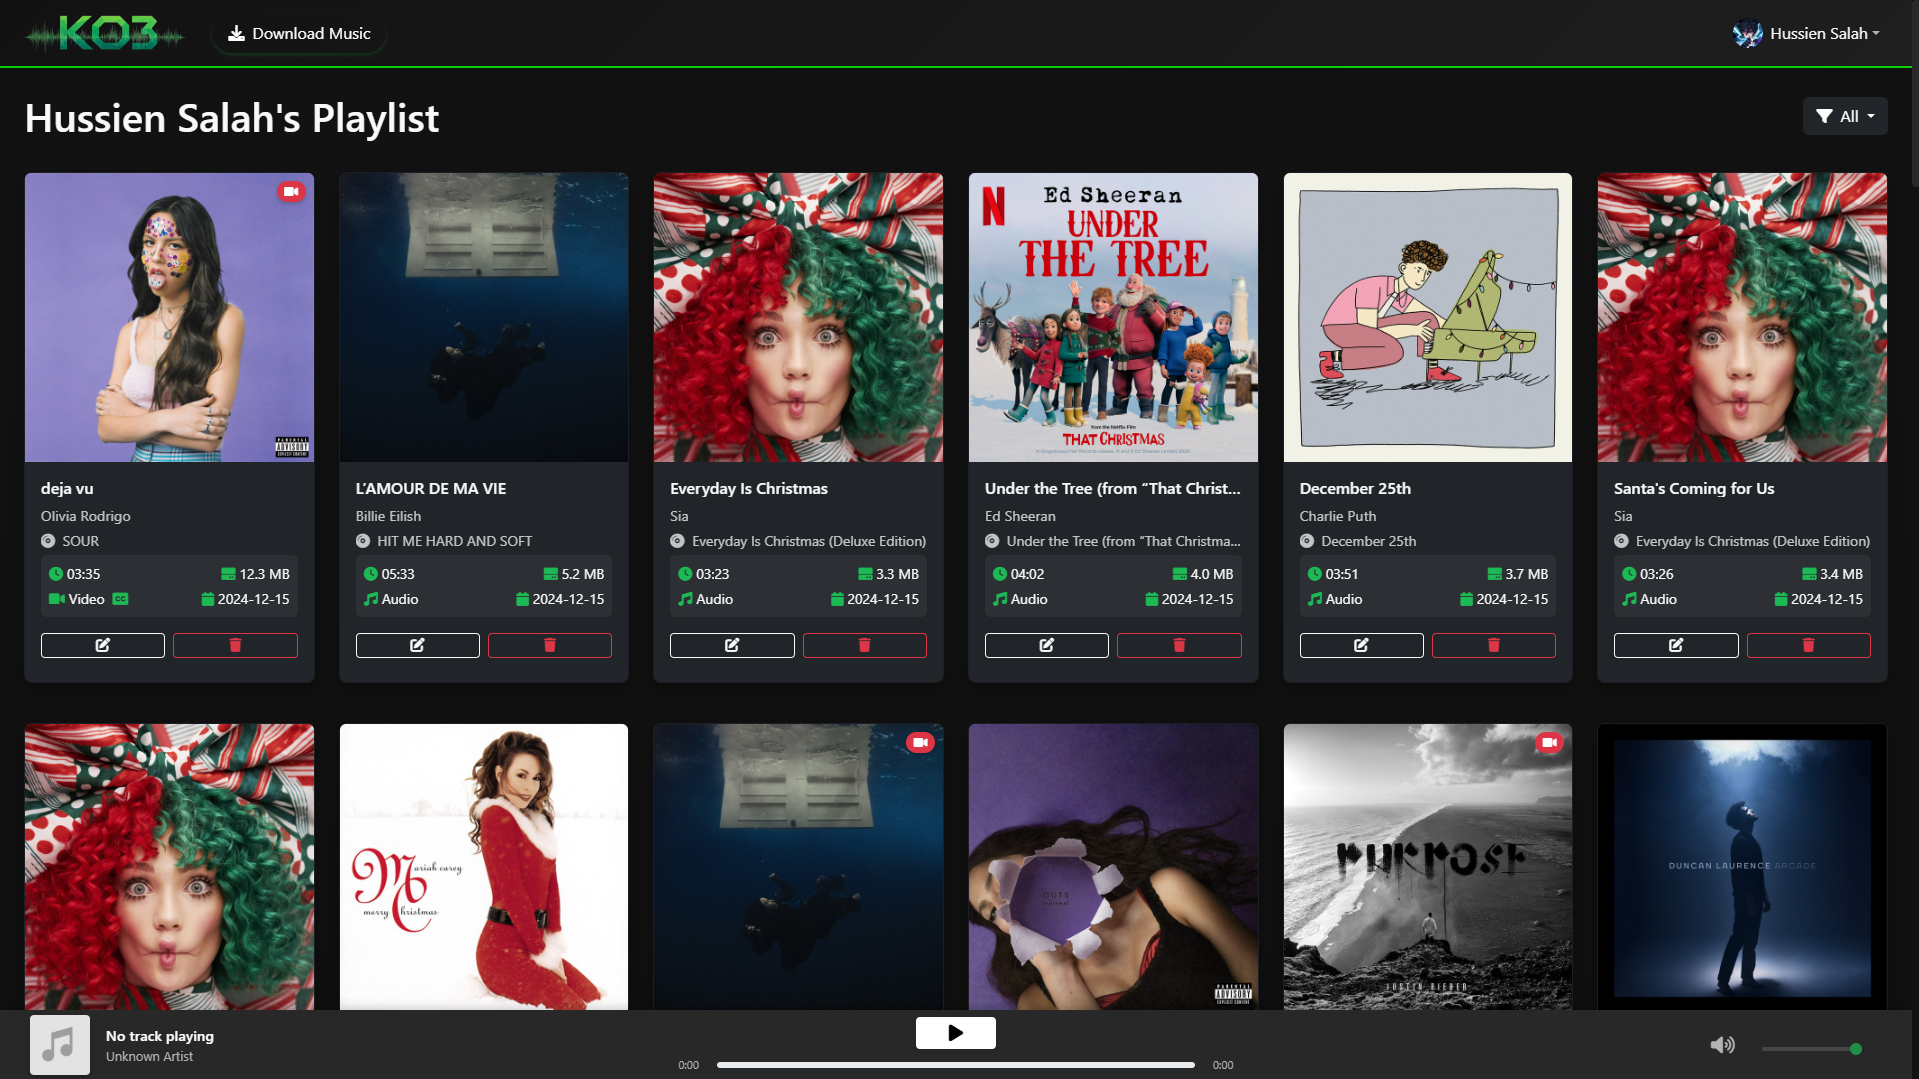 KO3
Download Music
Hussien Salah
Hussien Salah's Playlist
All
PARENTAL
ADVISORY
EXPLICIT CONTENT
N
Ed Sheeran
UNDER
THE TREE
from the Netflix Film
THAT CHRISTMAS
deja vu
Olivia Rodrigo
SOUR
03:35
12.3 MB
Video
CC
2024-12-15
L'AMOUR DE MA VIE
Billie Eilish
HIT ME HARD AND SOFT
05:33
5.2 MB
Audio
2024-12-15
Everyday Is Christmas
Sia
Everyday Is Christmas (Deluxe Edition)
03:23
3.3 MB
Audio
2024-12-15
Under the Tree (from “That Christ...
Ed Sheeran
Under the Tree (from “That Christma...
04:02
4.0 MB
Audio
2024-12-15
December 25th
Charlie Puth
December 25th
03:51
3.7 MB
Audio
2024-12-15
Santa's Coming for Us
Sia
Everyday Is Christmas (Deluxe Edition)
03:26
3.4 MB
Audio
2024-12-15
Mariah carey
merry Christmas
GUTS
PARENTAL
ADVISORY
EXPLICIT CONTENT
PURPOSE
JUSTIN BIEBER
DUNCAN LAURENCE ARCADE
No track playing
Unknown Artist
0:00
0:00